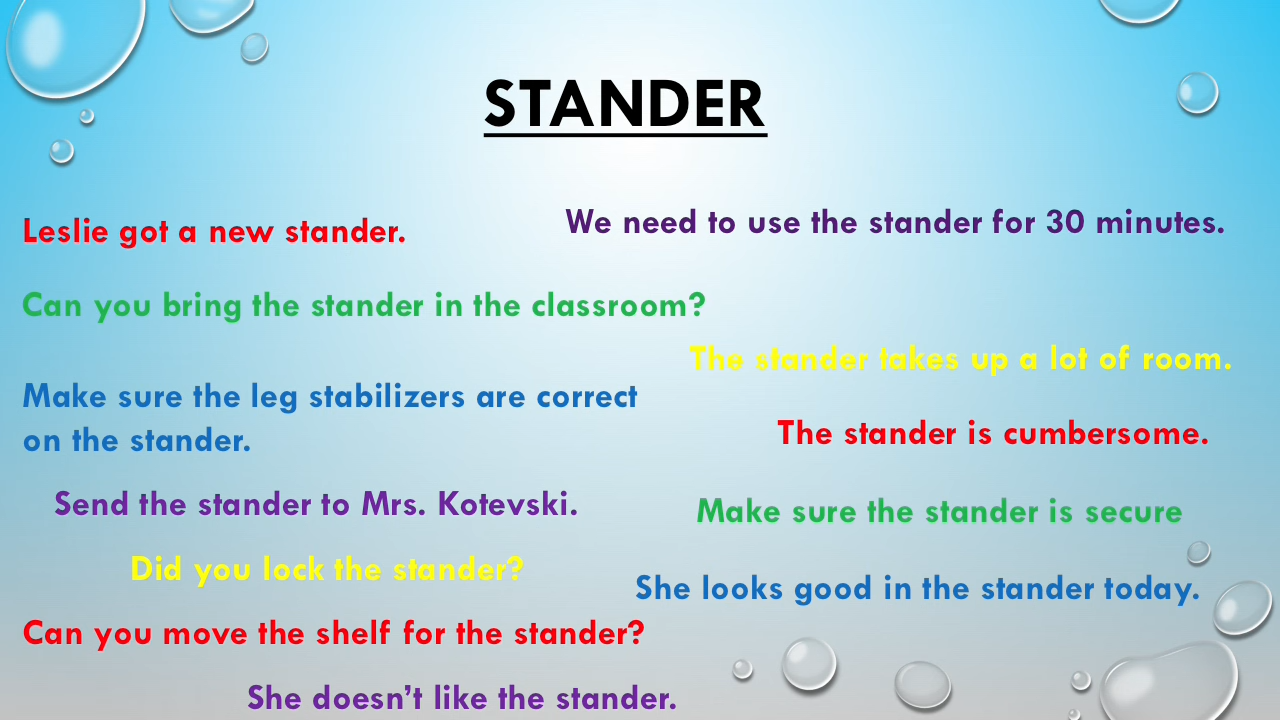 STANDER
Leslie got a new stander.
We need to use the stander for 30 minutes.
Can you bring the stander in the classroom?
The stander takes up a lot of room.
Make sure the leg stabilizers are correct
on the stander.
The stander is cumbersome.
Send the stander to Mrs. Kotevski.
Make sure the stander is secure
Did you lock the stander?
She looks good in the stander today.
Can you move the shelf for the stander?
She doesn’t like the stander.